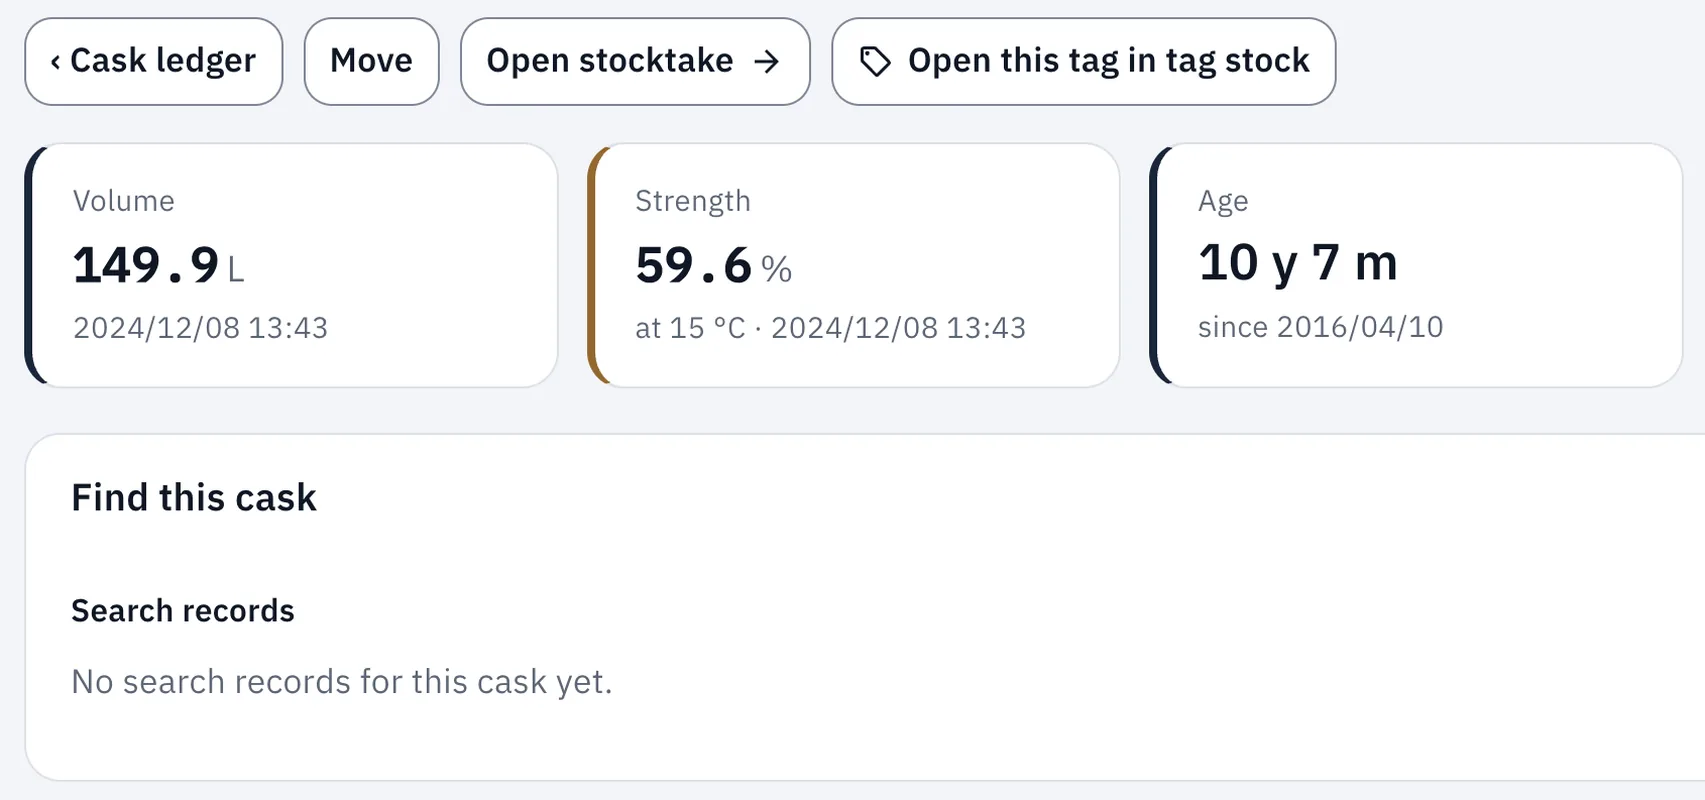 ‹ Cask ledger
Move
Open stocktake →
Open this tag in tag stock
Volume
149.9 L
2024/12/08 13:43
Strength
59.6 %
at 15 °C · 2024/12/08 13:43
Age
10 y 7 m
since 2016/04/10
Find this cask
Search records
No search records for this cask yet.